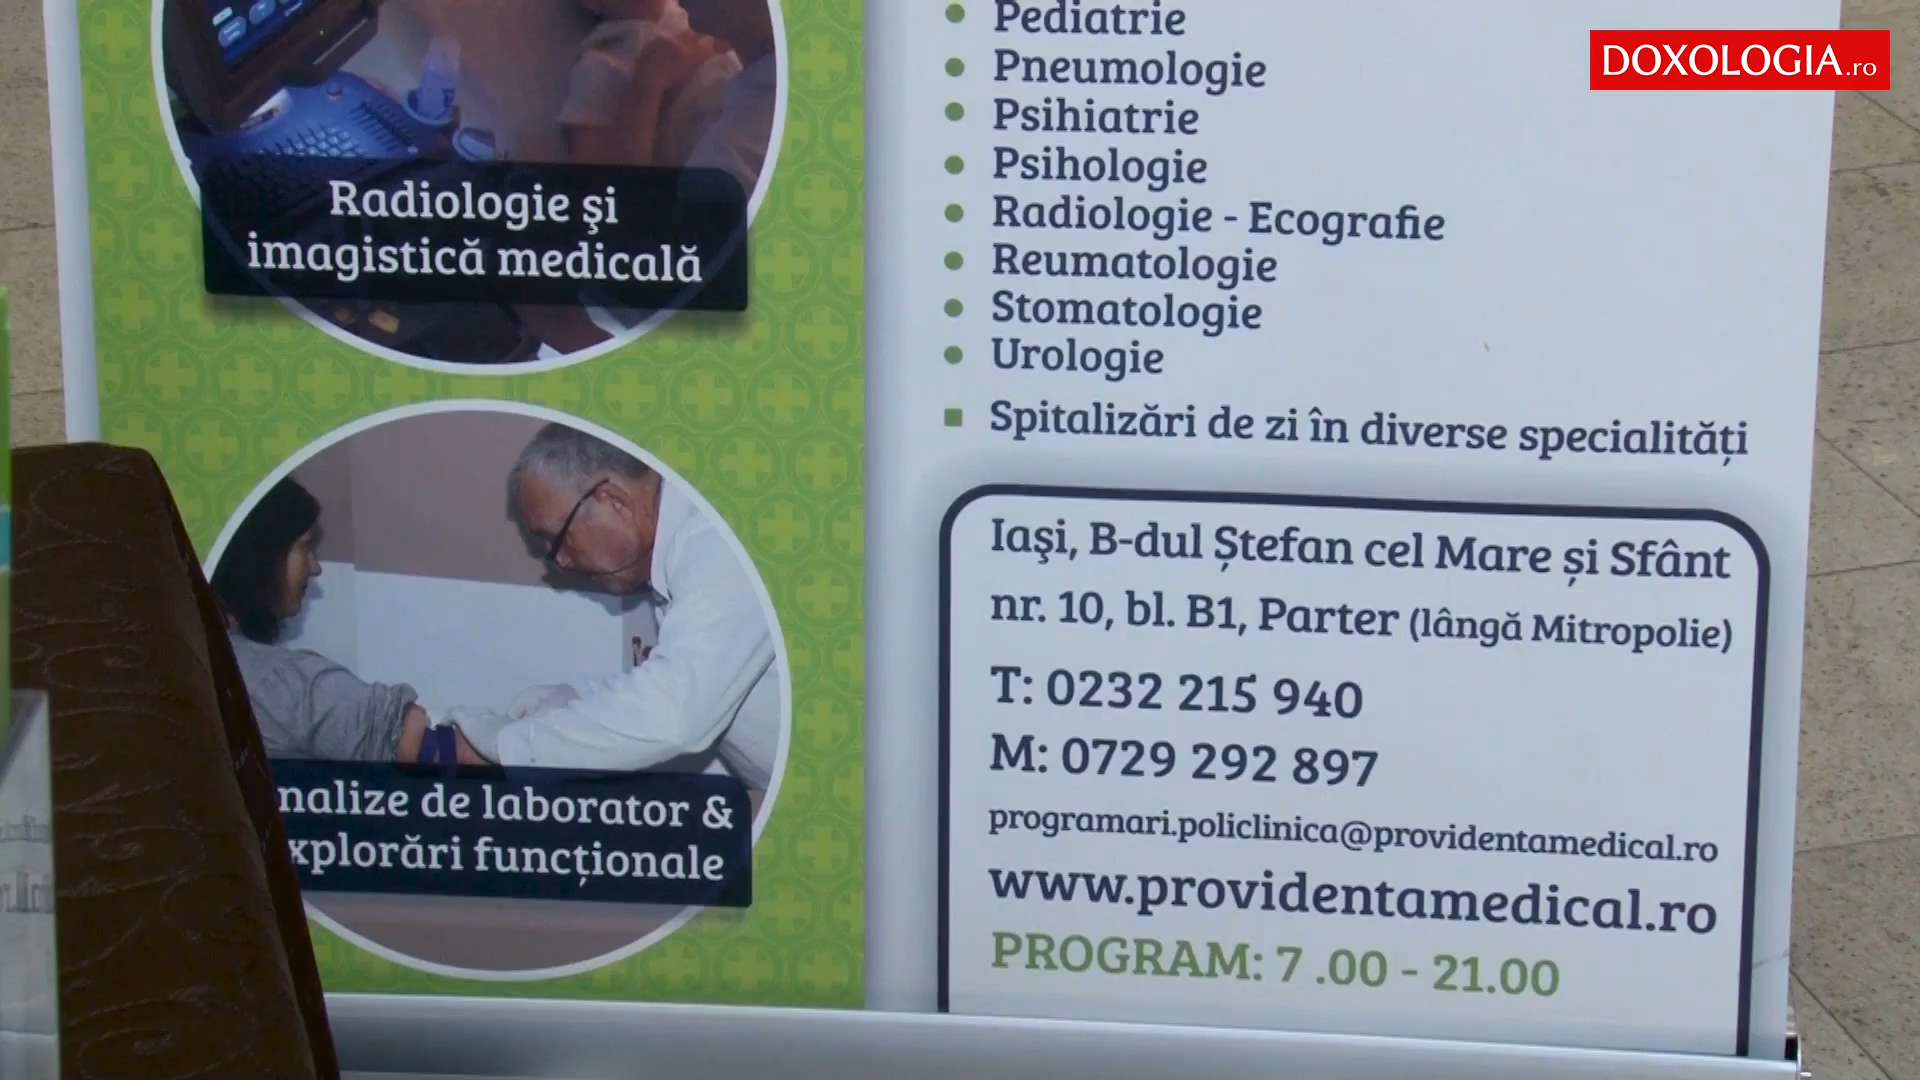 DOXOLOGIA.ro
Radiologie şi
imagistică medicală
nalize de laborator &
xplorări funcționale
Pediatrie
Pneumologie
Psihiatrie
Psihologie
Radiologie - Ecografie
Reumatologie
Stomatologie
Urologie
Spitalizări de zi în diverse specialități
Iaşi, B-dul Ștefan cel Mare și Sfânt
nr. 10, bl. B1, Parter (lângă Mitropolie)
T: 0232 215 940
M: 0729 292 897
programari.policlinica@providentamedical.ro
www.providentamedical.ro
PROGRAM: 7 .00 - 21.00